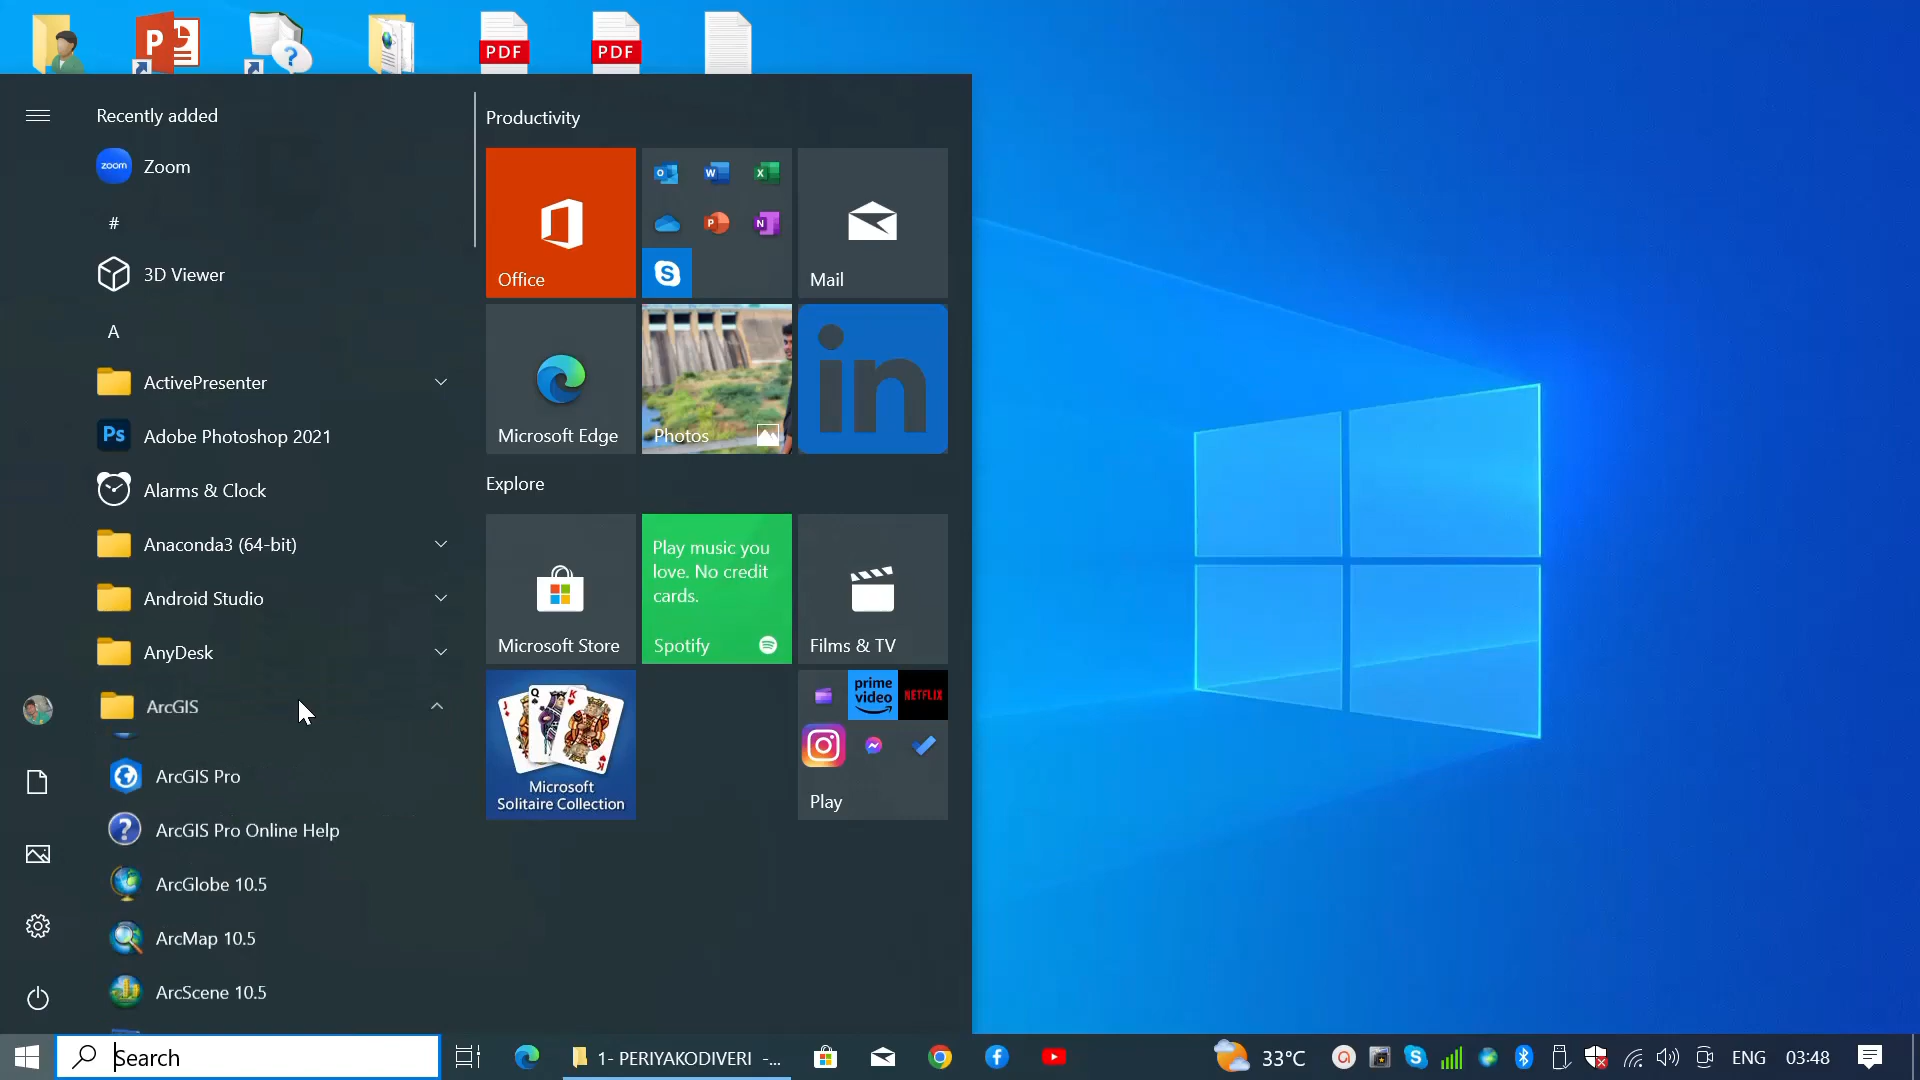 PDF
PDF
Recently added
zoom
Zoom
#
3D Viewer
A
ActivePresenter
Ps
Adobe Photoshop 2021
Alarms & Clock
Anaconda3 (64-bit)
Android Studio
AnyDesk
ArcGIS
ArcGIS Pro
ArcGIS Pro Online Help
ArcGlobe 10.5
ArcMap 10.5
ArcScene 10.5
Productivity
Office
Mail
Microsoft Edge
Photos
in
Explore
Microsoft Store
Play music you
love. No credit
cards.
Spotify
Films & TV
Microsoft
Solitaire Collection
prime
video
NETFLIX
Play
Search
1- PERIYAKODIVERI -...
33°C
ENG
03:48